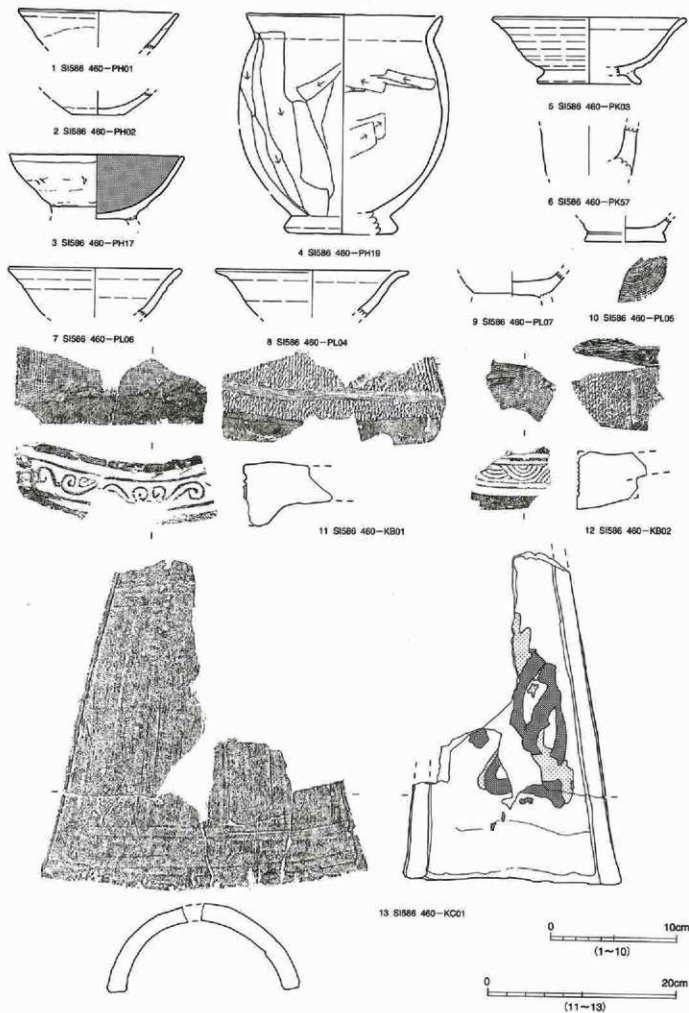 1 SI586 460-PH01
2 SI586 460-PH02
3 SI586 460-PH17
4 SI586 460-PH19
5 SI586 460-PK03
6 SI586 460-PK57
7 SI586 460-PL06
8 SI586 460-PL04
9 SI586 460-PL07
10 SI586 460-PL05
11 SI586 460-KB01
12 SI586 460-KB02
13 SI586 460-KC01
0 10cm
(1~10)
0 20cm
(11~13)